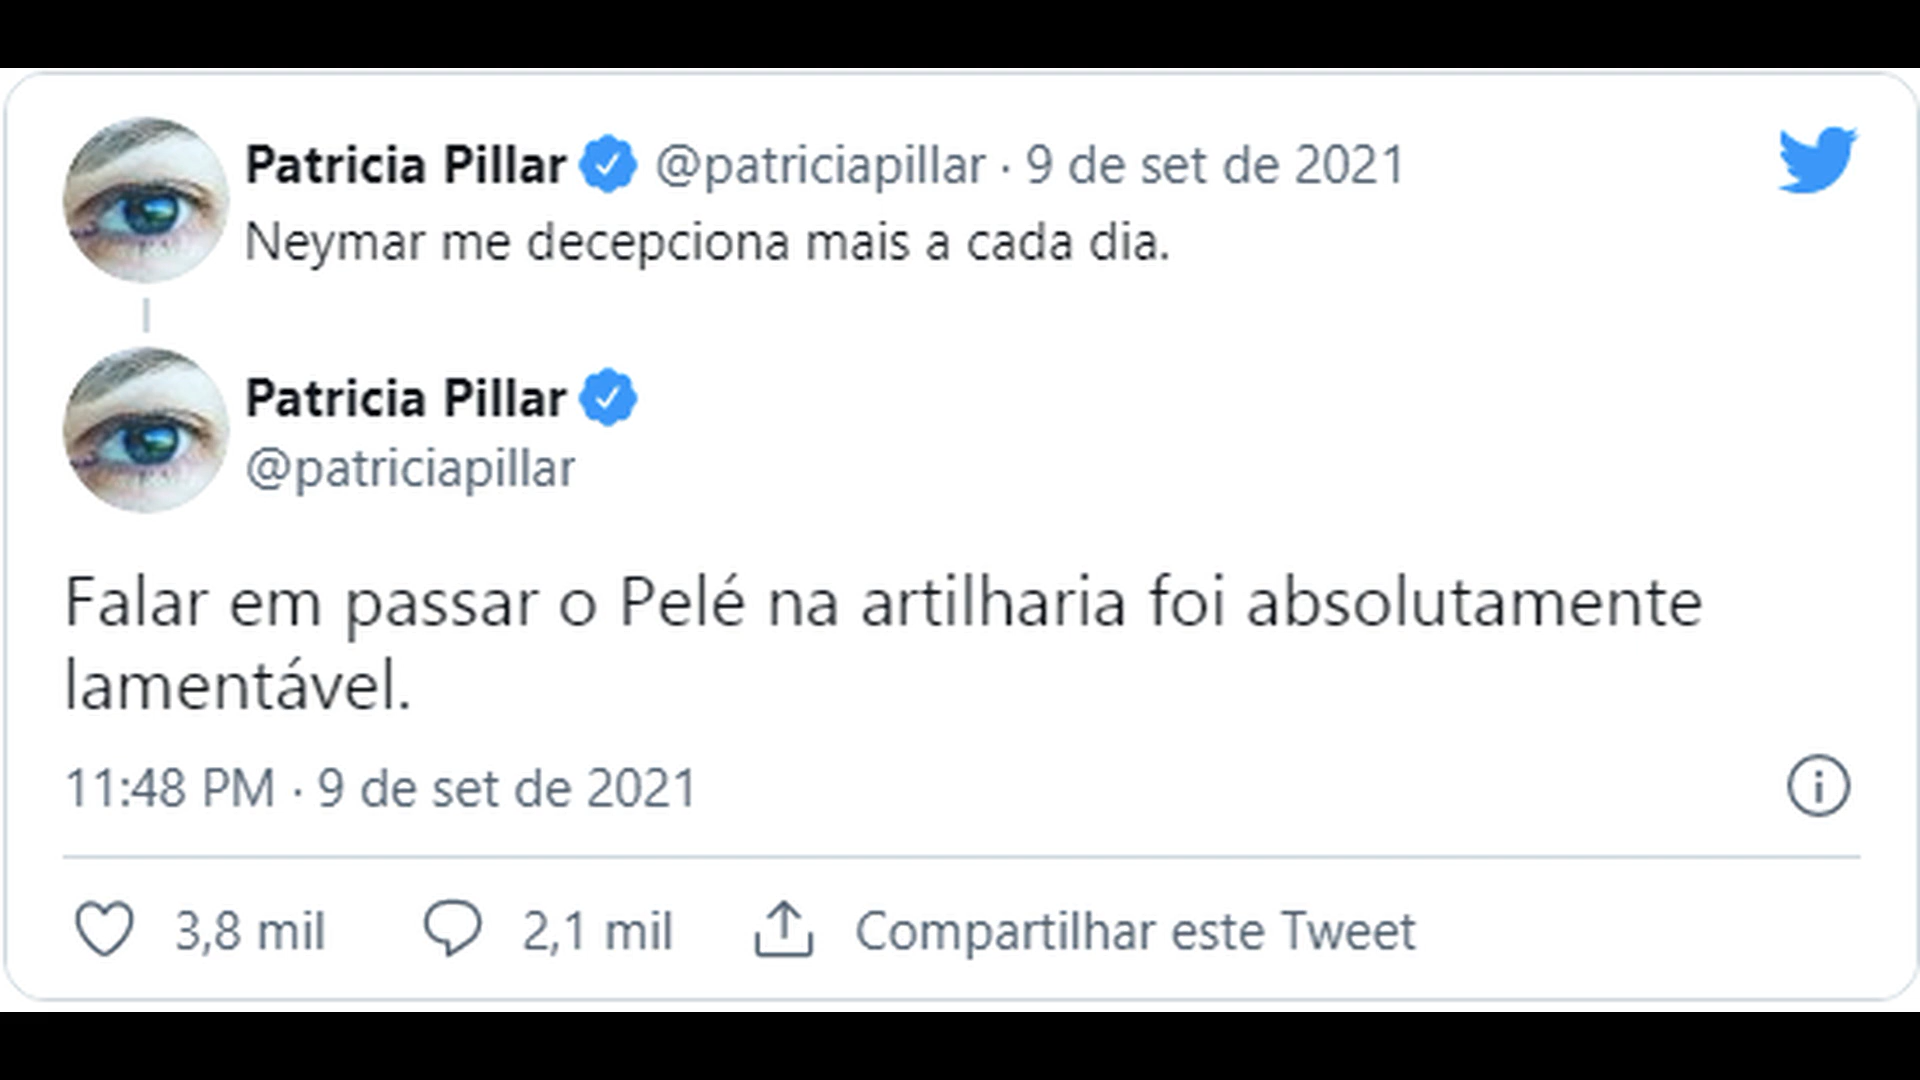 Patricia Pillar @patriciapillar · 9 de set de 2021
Neymar me decepciona mais a cada dia.
Patricia Pillar
@patriciapillar
Falar em passar o Pelé na artilharia foi absolutamente
lamentável.
11:48 PM · 9 de set de 2021
3,8 mil 2,1 mil Compartilhar este Tweet